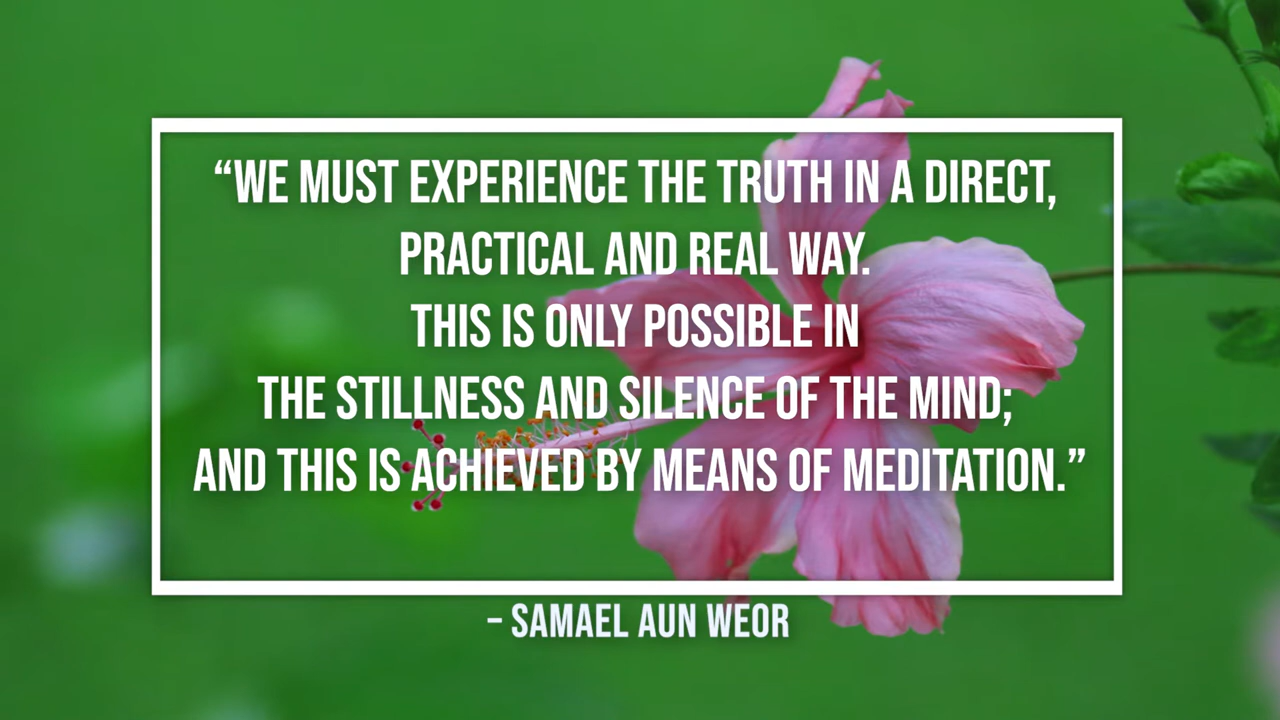 “WE MUST EXPERIENCE THE TRUTH IN A DIRECT,
PRACTICAL AND REAL WAY.
THIS IS ONLY POSSIBLE IN
THE STILLNESS AND SILENCE OF THE MIND;
AND THIS IS ACHIEVED BY MEANS OF MEDITATION.”
– SAMAEL AUN WEOR